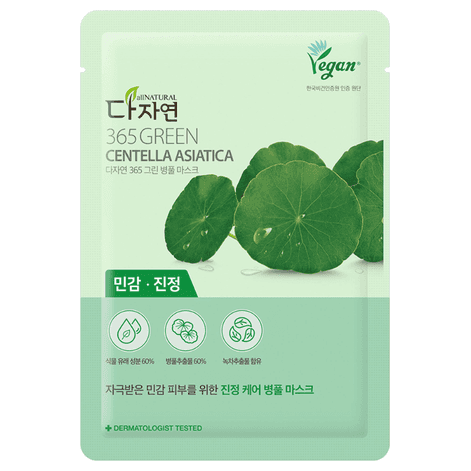 allNATURAL
다자연
365 GREEN
CENTELLA ASIATICA
다자연 365 그린 병풀 마스크
Vegan®
한국비건인증원 인증 원단
민감 · 진정
식물 유래 성분 60%
병풀추출물 60%
녹차추출물 함유
자극받은 민감 피부를 위한 진정 케어 병풀 마스크
+ DERMATOLOGIST TESTED